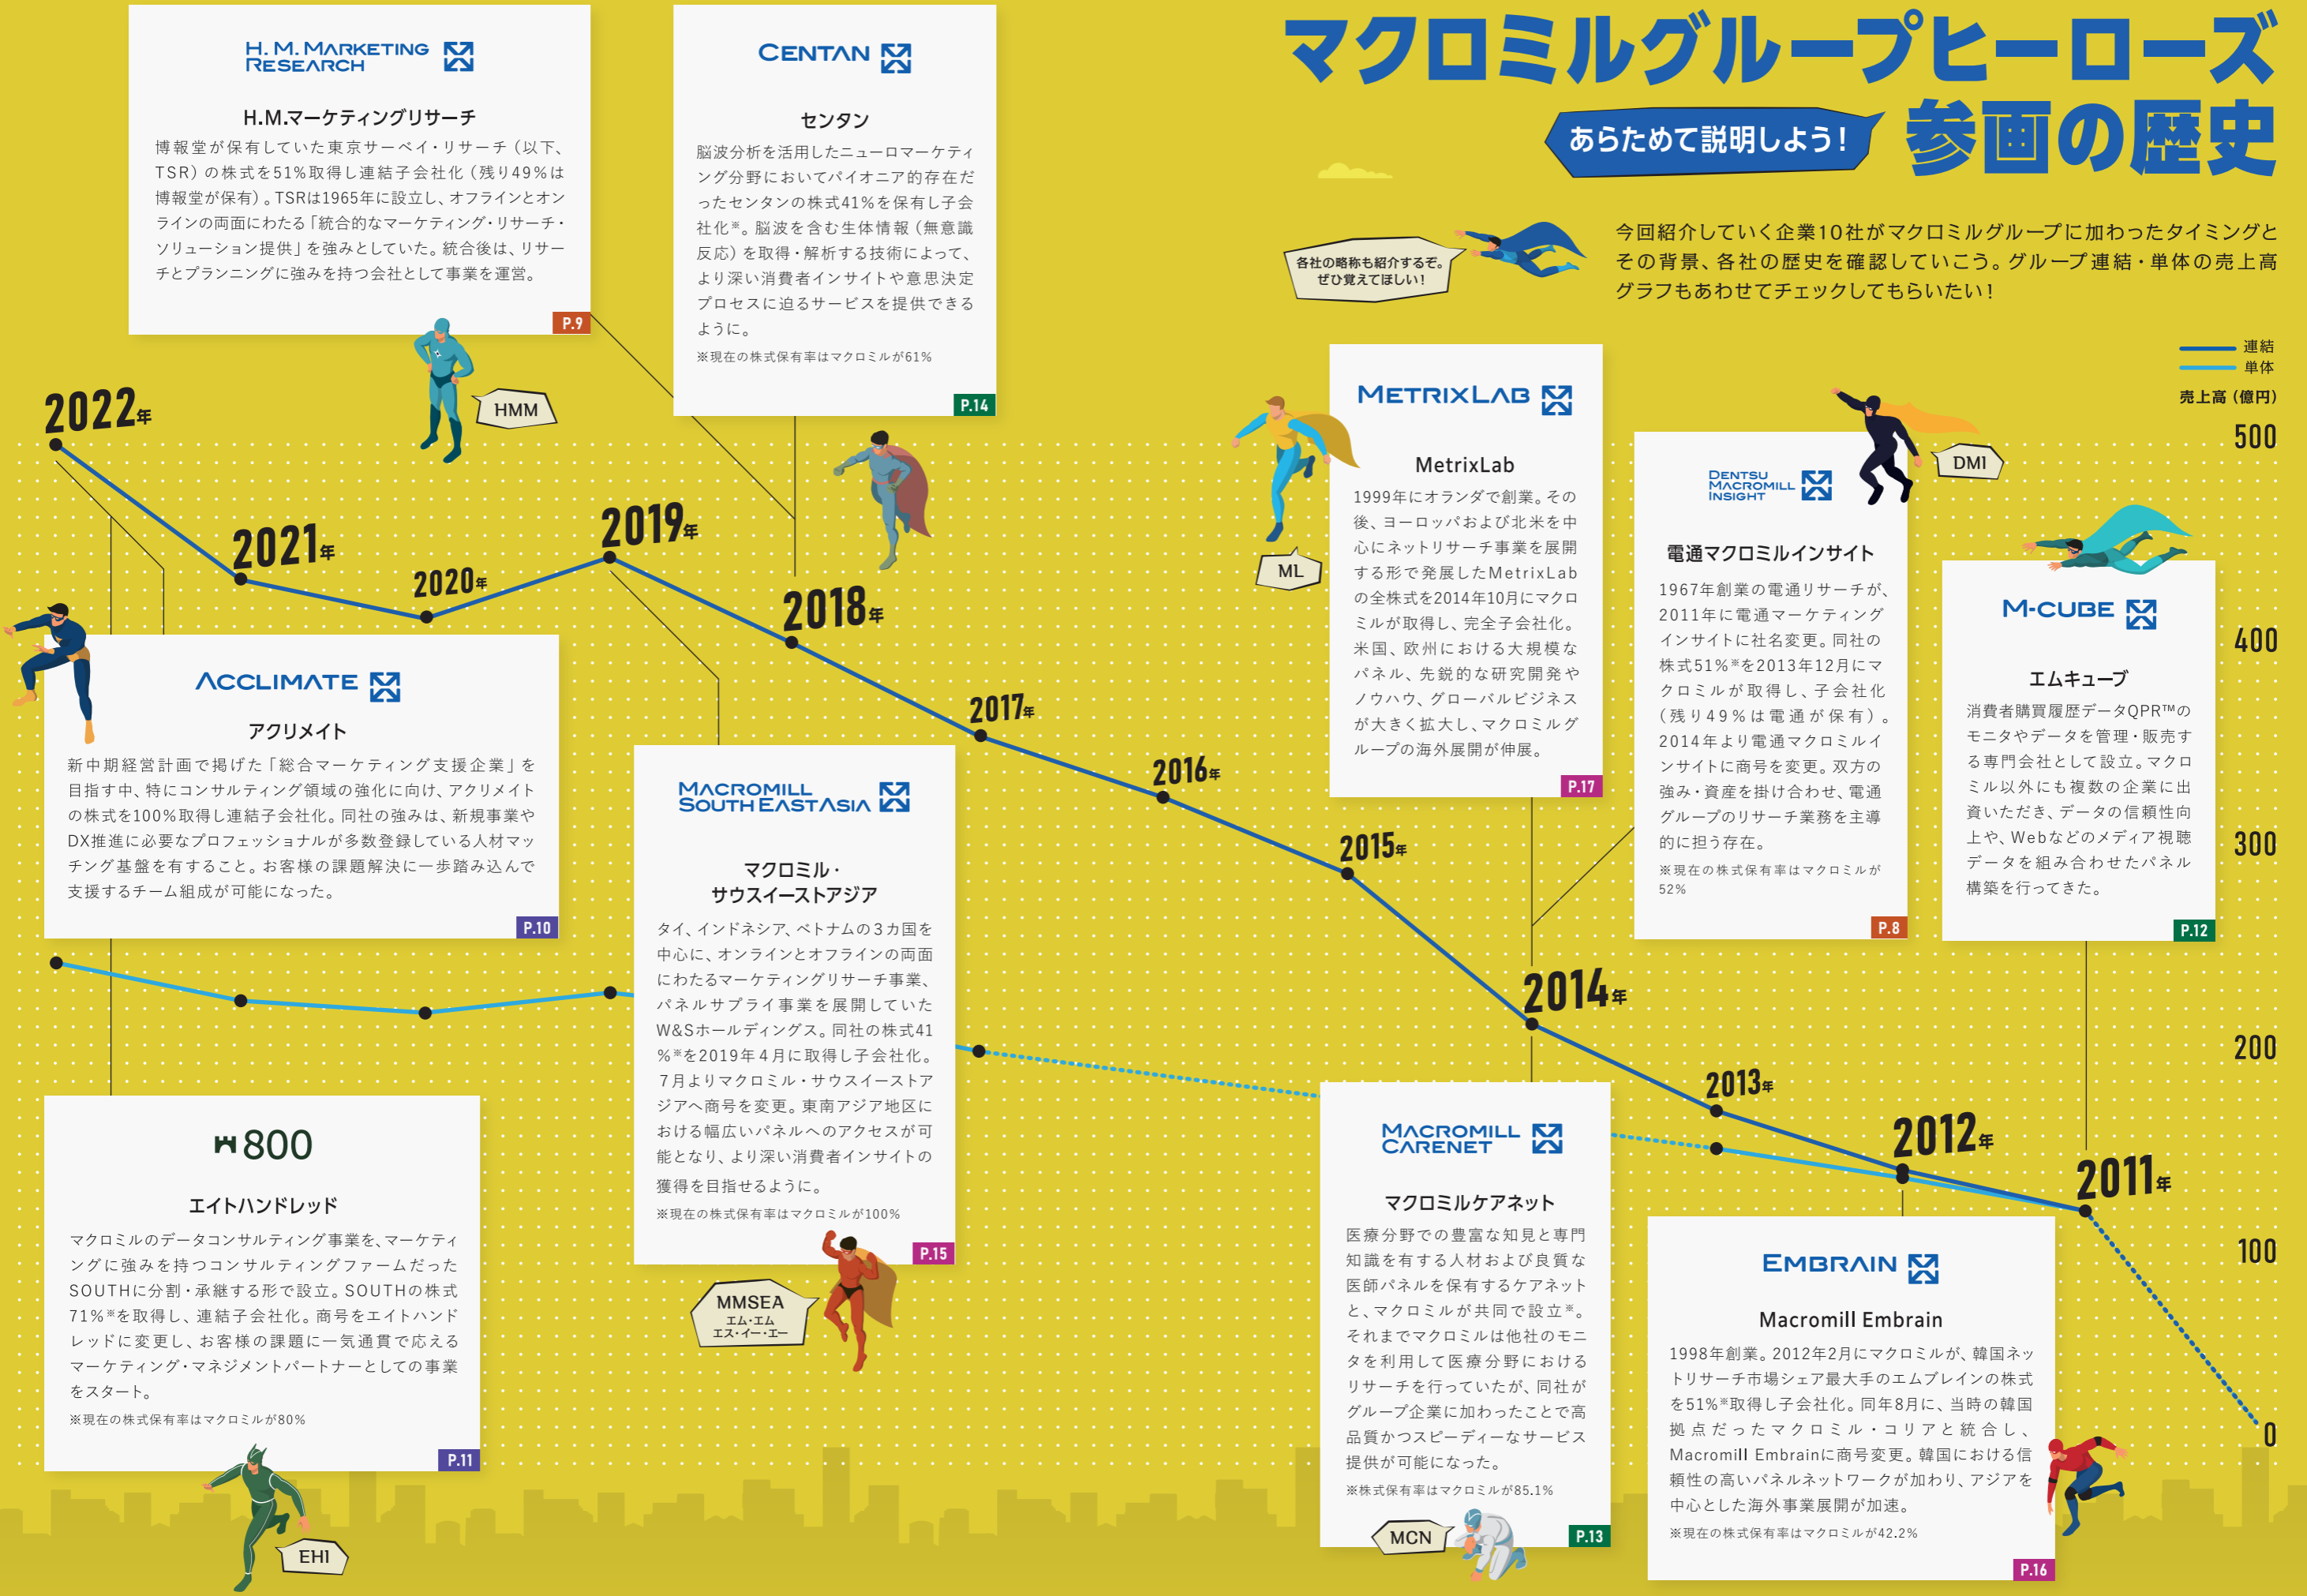 マクロミルグループヒーローズ
あらためて説明しよう！
参画の歴史
各社の略称も紹介するぞ。
ぜひ覚えてほしい！
今回紹介していく企業10社がマクロミルグループに加わったタイミングと
その背景、各社の歴史を確認していこう。グループ連結・単体の売上高
グラフもあわせてチェックしてもらいたい！
連結
単体
売上高（億円）
500
400
300
200
100
0
H. M. MARKETING
RESEARCH
H.M.マーケティングリサーチ
博報堂が保有していた東京サーベイ・リサーチ（以下、
TSR）の株式を51%取得し連結子会社化（残り49%は
博報堂が保有）。TSRは1965年に設立し、オフラインとオン
ラインの両面にわたる「統合的なマーケティング・リサーチ・
ソリューション提供」を強みとしていた。統合後は、リサー
チとプランニングに強みを持つ会社として事業を運営。
P.9
HMM
CENTAN
センタン
脳波分析を活用したニューロマーケティ
ング分野においてパイオニア的存在だ
ったセンタンの株式41%を保有し子会
社化※。脳波を含む生体情報（無意識
反応）を取得・解析する技術によって、
より深い消費者インサイトや意思決定
プロセスに迫るサービスを提供できる
ように。
※現在の株式保有率はマクロミルが61%
P.14
2022年
2021年
2020年
2019年
2018年
2017年
2016年
2015年
2014年
2013年
2012年
2011年
ACCLIMATE
アクリメイト
新中期経営計画で掲げた「総合マーケティング支援企業」を
目指す中、特にコンサルティング領域の強化に向け、アクリメイト
の株式を100%取得し連結子会社化。同社の強みは、新規事業や
DX推進に必要なプロフェッショナルが多数登録している人材マッ
チング基盤を有すること。お客様の課題解決に一歩踏み込んで
支援するチーム組成が可能になった。
P.10
800
エイトハンドレッド
マクロミルのデータコンサルティング事業を、マーケティ
ングに強みを持つコンサルティングファームだった
SOUTHに分割・承継する形で設立。SOUTHの株式
71%※を取得し、連結子会社化。商号をエイトハンド
レッドに変更し、お客様の課題に一気通貫で応える
マーケティング・マネジメントパートナーとしての事業
をスタート。
※現在の株式保有率はマクロミルが80%
P.11
EHI
MACROMILL
SOUTHEASTASIA
マクロミル・
サウスイーストアジア
タイ、インドネシア、ベトナムの3カ国を
中心に、オンラインとオフラインの両面
にわたるマーケティングリサーチ事業、
パネルサプライ事業を展開していた
W&Sホールディングス。同社の株式41
%※を2019年4月に取得し子会社化。
7月よりマクロミル・サウスイーストア
ジアへ商号を変更。東南アジア地区に
おける幅広いパネルへのアクセスが可
能となり、より深い消費者インサイトの
獲得を目指せるように。
※現在の株式保有率はマクロミルが100%
P.15
MMSEA
エム・エム
エス・イー・エー
METRIXLAB
MetrixLab
1999年にオランダで創業。その
後、ヨーロッパおよび北米を中
心にネットリサーチ事業を展開
する形で発展したMetrixLab
の全株式を2014年10月にマクロ
ミルが取得し、完全子会社化。
米国、欧州における大規模な
パネル、先鋭的な研究開発や
ノウハウ、グローバルビジネス
が大きく拡大し、マクロミルグ
ループの海外展開が伸展。
P.17
ML
DENTSU
MACROMILL
INSIGHT
電通マクロミルインサイト
1967年創業の電通リサーチが、
2011年に電通マーケティング
インサイトに社名変更。同社の
株式51%※を2013年12月にマ
クロミルが取得し、子会社化
（残り49%は電通が保有）。
2014年より電通マクロミルイ
ンサイトに商号を変更。双方の
強み・資産を掛け合わせ、電通
グループのリサーチ業務を主導
的に担う存在。
※現在の株式保有率はマクロミルが
52%
P.8
DMI
M-CUBE
エムキューブ
消費者購買履歴データQPR™の
モニタやデータを管理・販売す
る専門会社として設立。マクロ
ミル以外にも複数の企業に出
資いただき、データの信頼性向
上や、Webなどのメディア視聴
データを組み合わせたパネル
構築を行ってきた。
P.12
MACROMILL
CARENET
マクロミルケアネット
医療分野での豊富な知見と専門
知識を有する人材および良質な
医師パネルを保有するケアネット
と、マクロミルが共同で設立※。
それまでマクロミルは他社のモニ
タを利用して医療分野における
リサーチを行っていたが、同社が
グループ企業に加わったことで高
品質かつスピーディーなサービス
提供が可能になった。
※株式保有率はマクロミルが85.1%
P.13
MCN
EMBRAIN
Macromill Embrain
1998年創業。2012年2月にマクロミルが、韓国ネッ
トリサーチ市場シェア最大手のエムブレインの株式
を51%※取得し子会社化。同年8月に、当時の韓国
拠点だったマクロミル・コリアと統合し、
Macromill Embrainに商号変更。韓国における信
頼性の高いパネルネットワークが加わり、アジアを
中心とした海外事業展開が加速。
※現在の株式保有率はマクロミルが42.2%
P.16